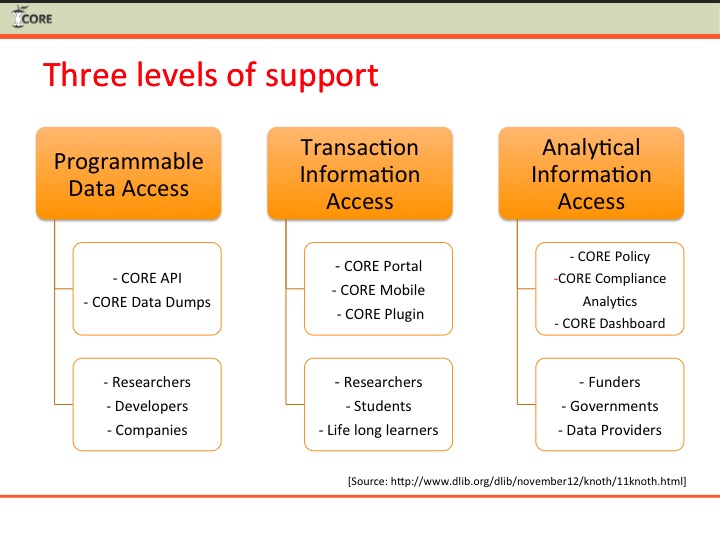 CORE
Three levels of support
Programmable
Data Access
- CORE API
- CORE Data Dumps
- Researchers
- Developers
- Companies
Transaction
Information
Access
- CORE Portal
- CORE Mobile
- CORE Plugin
- Researchers
- Students
- Life long learners
Analytical
Information
Access
- CORE Policy
-CORE Compliance
Analytics
- CORE Dashboard
- Funders
- Governments
- Data Providers
[Source: http://www.dlib.org/dlib/november12/knoth/11knoth.html]